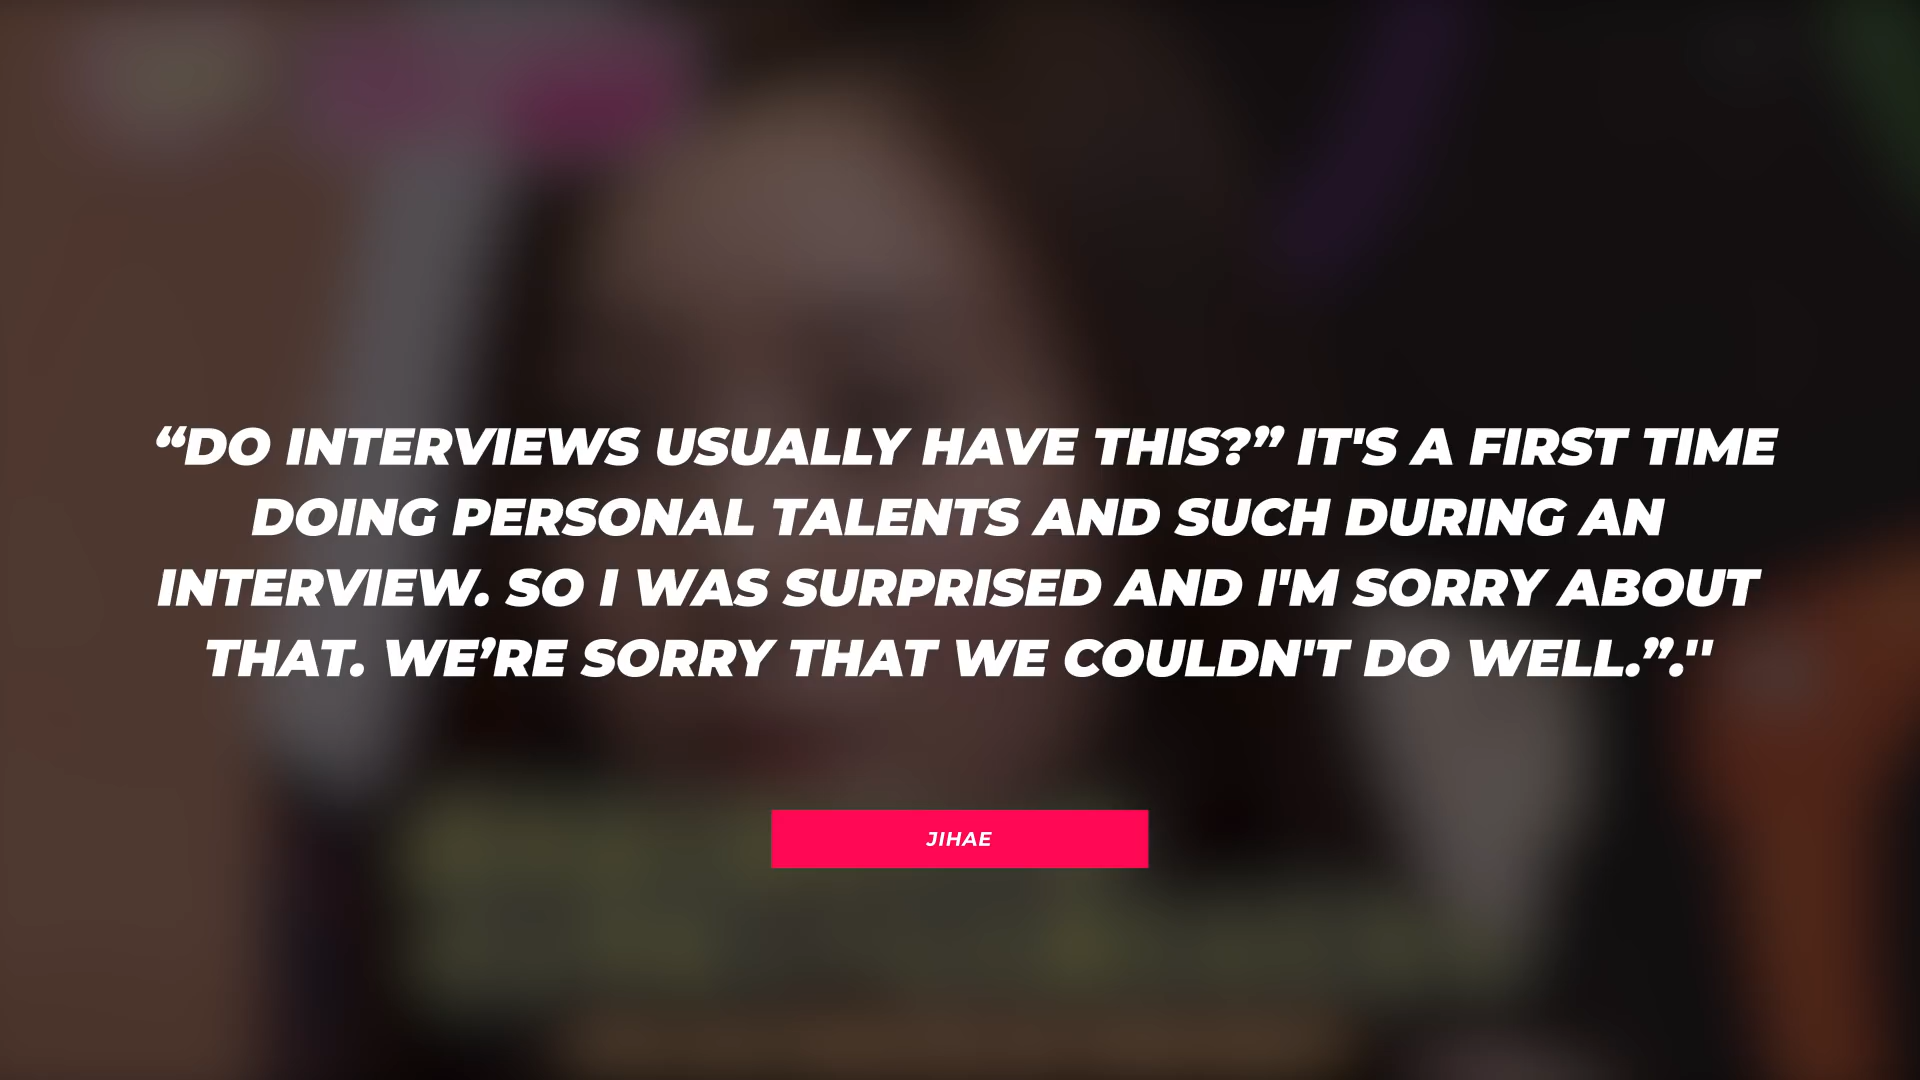 “DO INTERVIEWS USUALLY HAVE THIS?” IT'S A FIRST TIME
DOING PERSONAL TALENTS AND SUCH DURING AN
INTERVIEW. SO I WAS SURPRISED AND I'M SORRY ABOUT
THAT. WE’RE SORRY THAT WE COULDN'T DO WELL.”.''
JIHAE